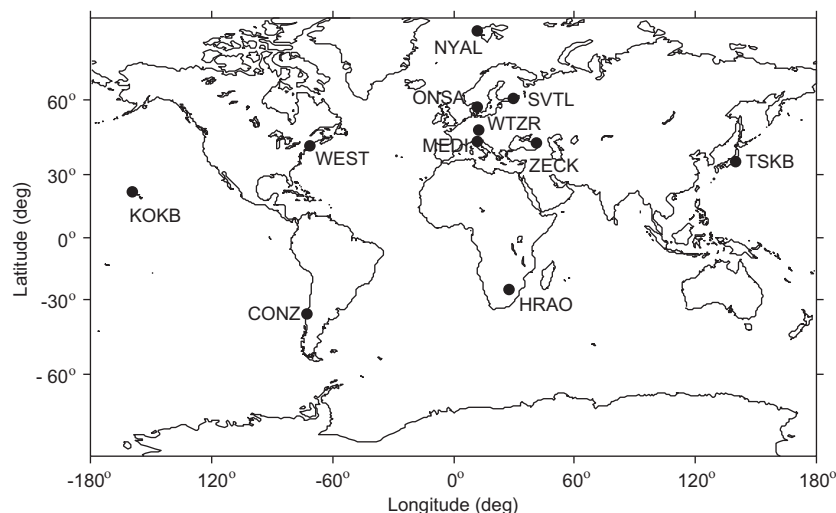 NYAL
60°
ONSA
SVTL
WTZR
WEST
MEDI
ZECK
TSKB
30°
KOKB
0°
Latitude (deg)
-30°
HRAO
CONZ
- 60°
-180°
-120°
-60°
0°
60°
120°
180°
Longitude (deg)